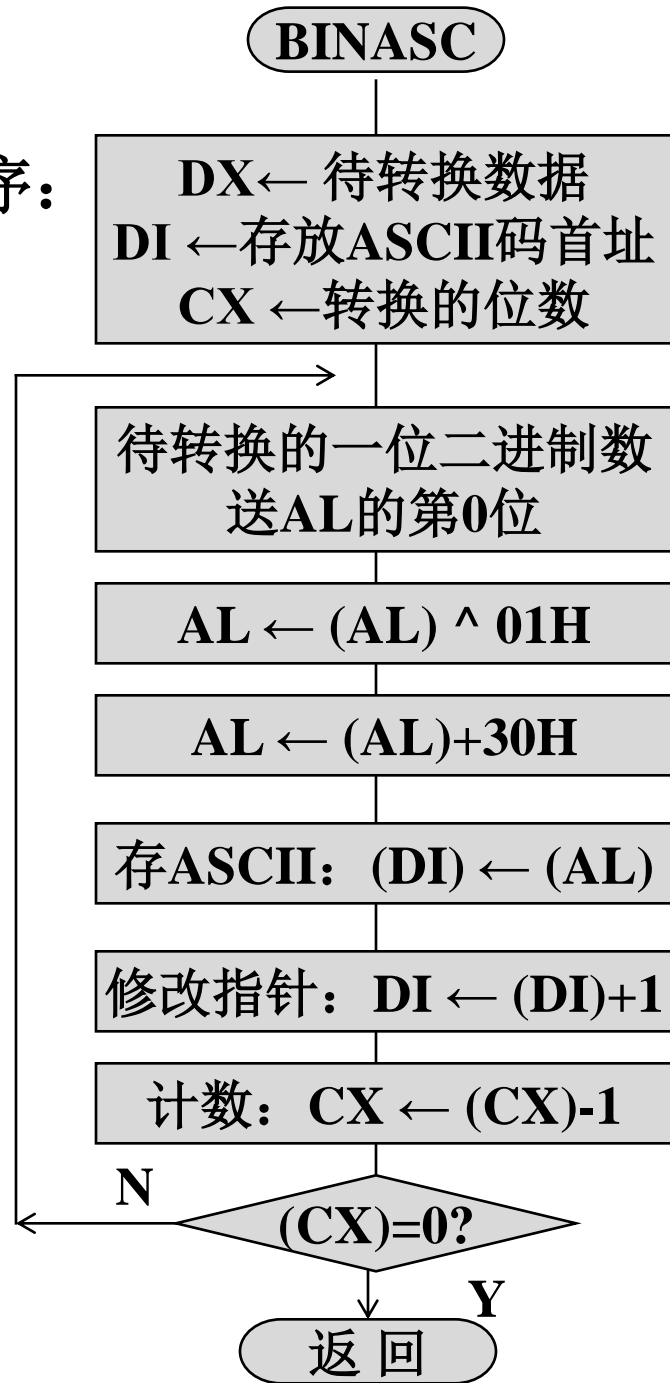 BINASC
序：
DX← 待转换数据
DI ←存放ASCII码首址
CX ←转换的位数
待转换的一位二进制数
送AL的第0位
AL ← (AL) ^ 01H
AL ← (AL)+30H
存ASCII：(DI) ← (AL)
修改指针：DI ← (DI)+1
计数：CX ← (CX)-1
N
(CX)=0?
Y
返 回